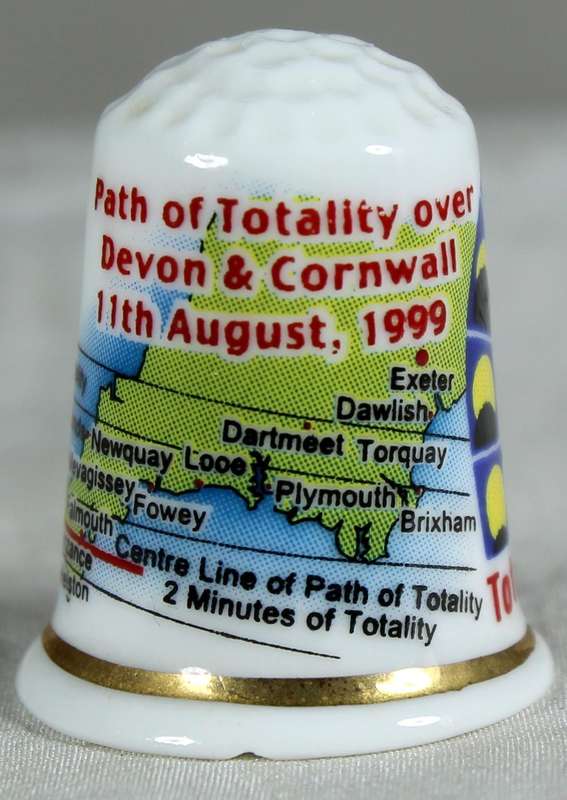 Path of Totality over
Devon & Cornwall
11th August, 1999
Exeter
Dawlish
Dartmeet Torquay
Newquay Looe
Plymouth
Fowey
Brixham
Centre Line of Path of Totality
2 Minutes of Totality